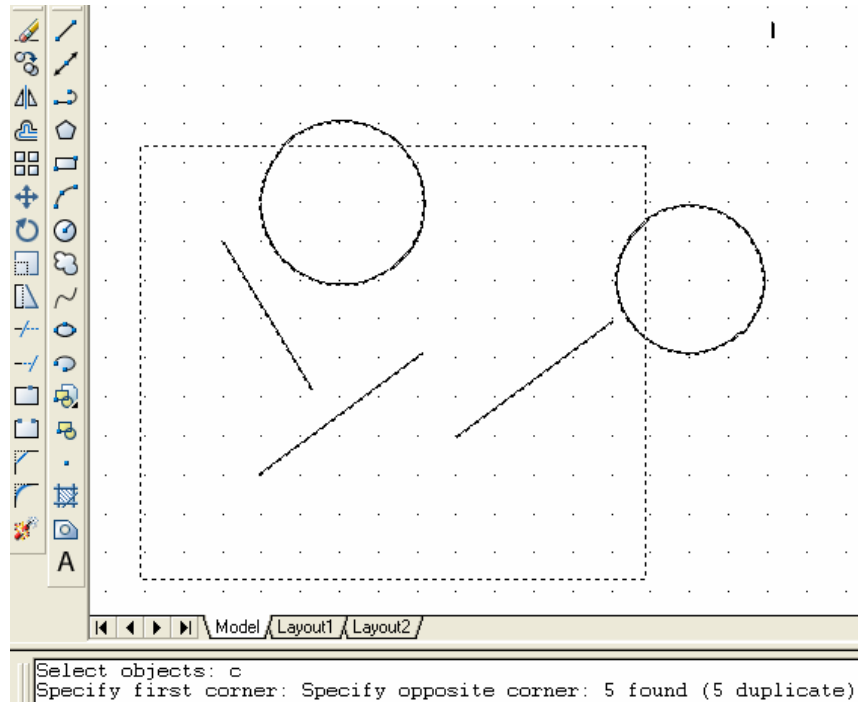 A
Model Layout1 Layout2
Select objects: c
Specify first corner: Specify opposite corner: 5 found (5 duplicate)